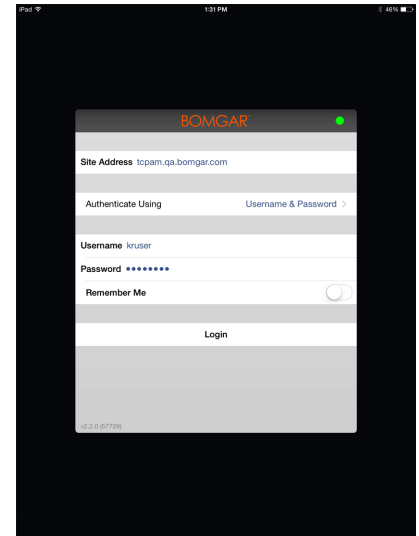 iPad 1:31 PM 46%
BOMGAR
Site Address tcpam.qa.bomgar.com
Authenticate Using Username & Password >
Username kruser
Password ••••••••
Remember Me
Login
v2.2.0 (57729)